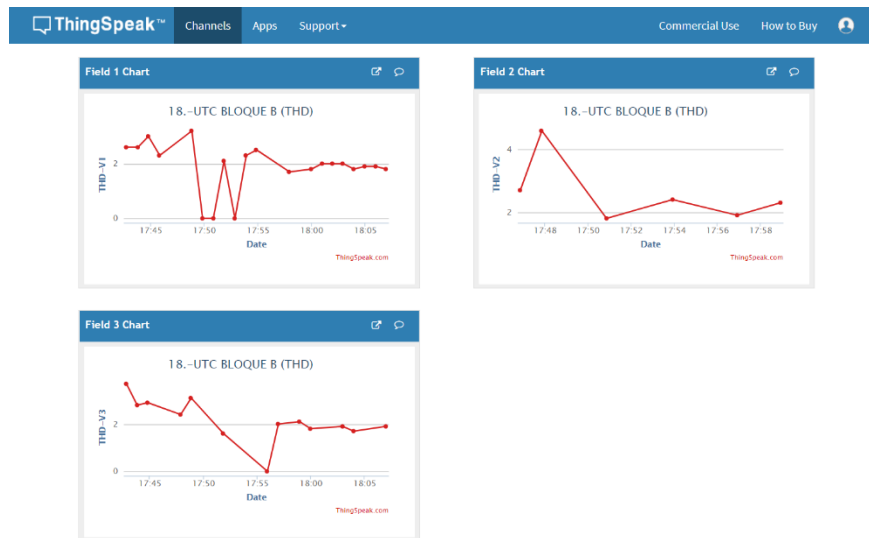 ThingSpeak™ Channels Apps Support Commercial Use How to Buy
Field 1 Chart
18.-UTC BLOQUE B (THD)
THD-V1
2
0
17:45 17:50 17:55 18:00 18:05
Date
ThingSpeak.com
Field 2 Chart
18.-UTC BLOQUE B (THD)
THD-V2
4
2
17:48 17:50 17:52 17:54 17:56 17:58
Date
ThingSpeak.com
Field 3 Chart
18.-UTC BLOQUE B (THD)
THD-V3
2
0
17:45 17:50 17:55 18:00 18:05
Date
ThingSpeak.com